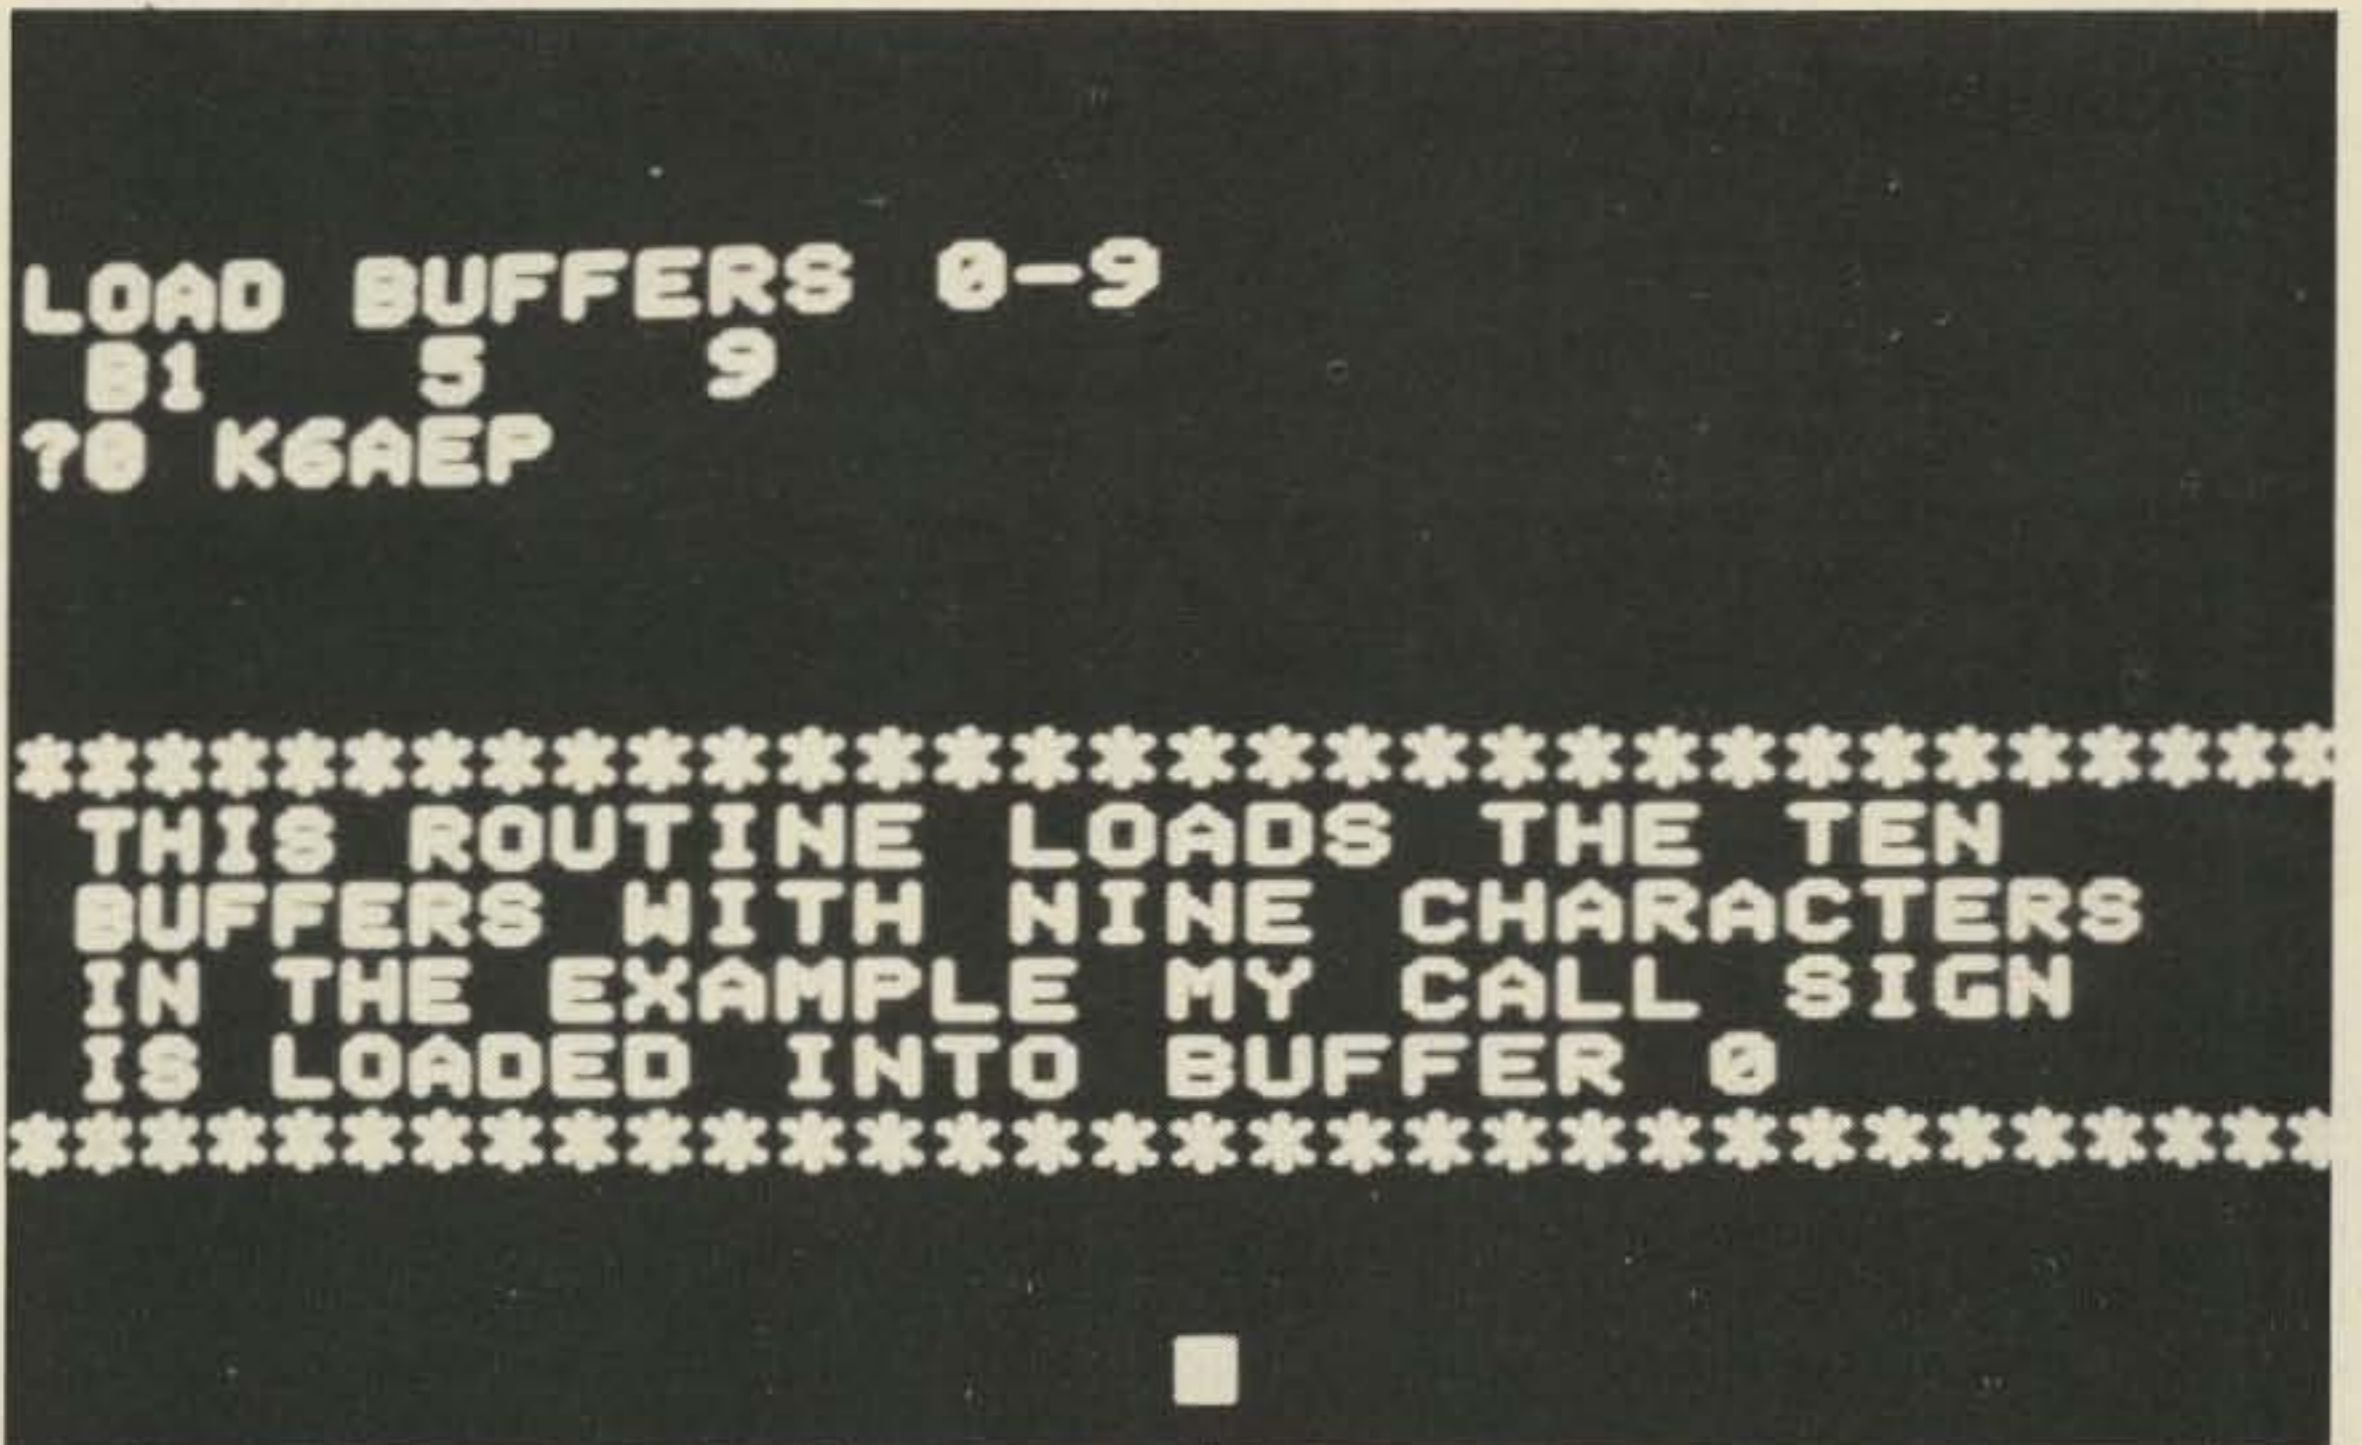 LOAD BUFFERS 0-9
B1 5 9
?0 K6AEP
*******************************
THIS ROUTINE LOADS THE TEN
BUFFERS WITH NINE CHARACTERS
IN THE EXAMPLE MY CALL SIGN
IS LOADED INTO BUFFER 0
*******************************